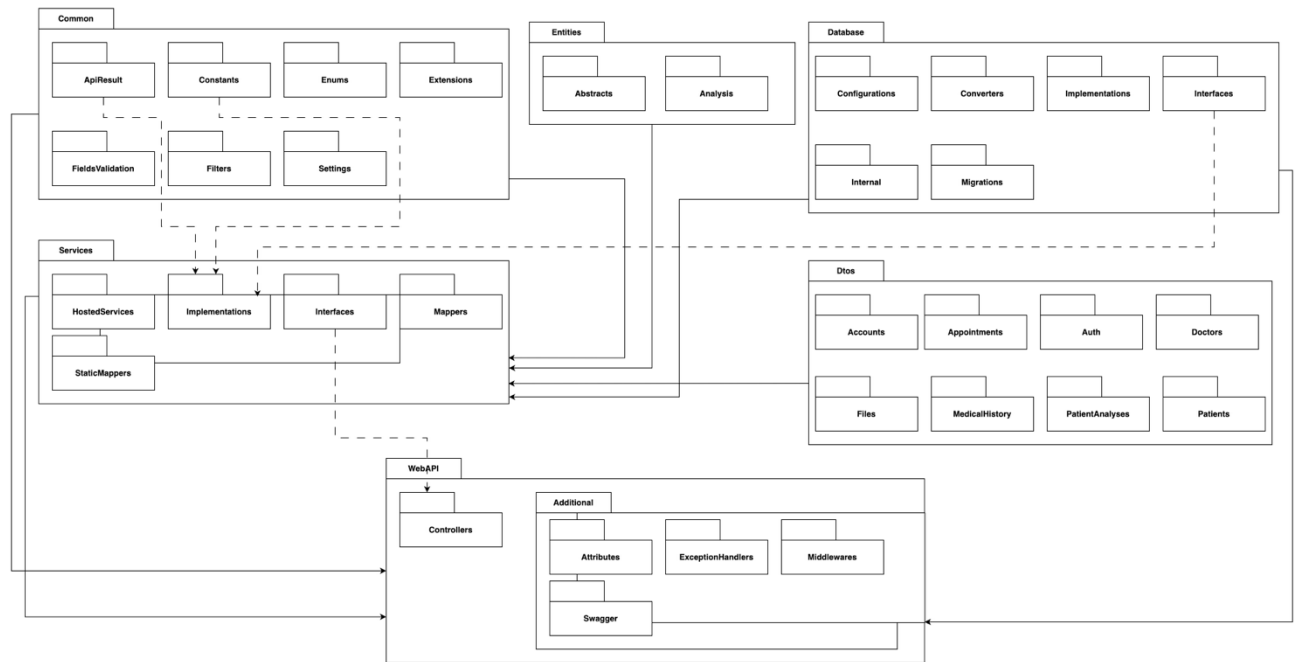 Common
ApiResult
Constants
Enums
Extensions
FieldsValidation
Filters
Settings
Entities
Abstracts
Analysis
Database
Configurations
Converters
Implementations
Interfaces
Internal
Migrations
Services
HostedServices
Implementations
Interfaces
Mappers
StaticMappers
Dtos
Accounts
Appointments
Auth
Doctors
Files
MedicalHistory
PatientAnalyses
Patients
WebAPI
Controllers
Additional
Attributes
ExceptionHandlers
Middlewares
Swagger